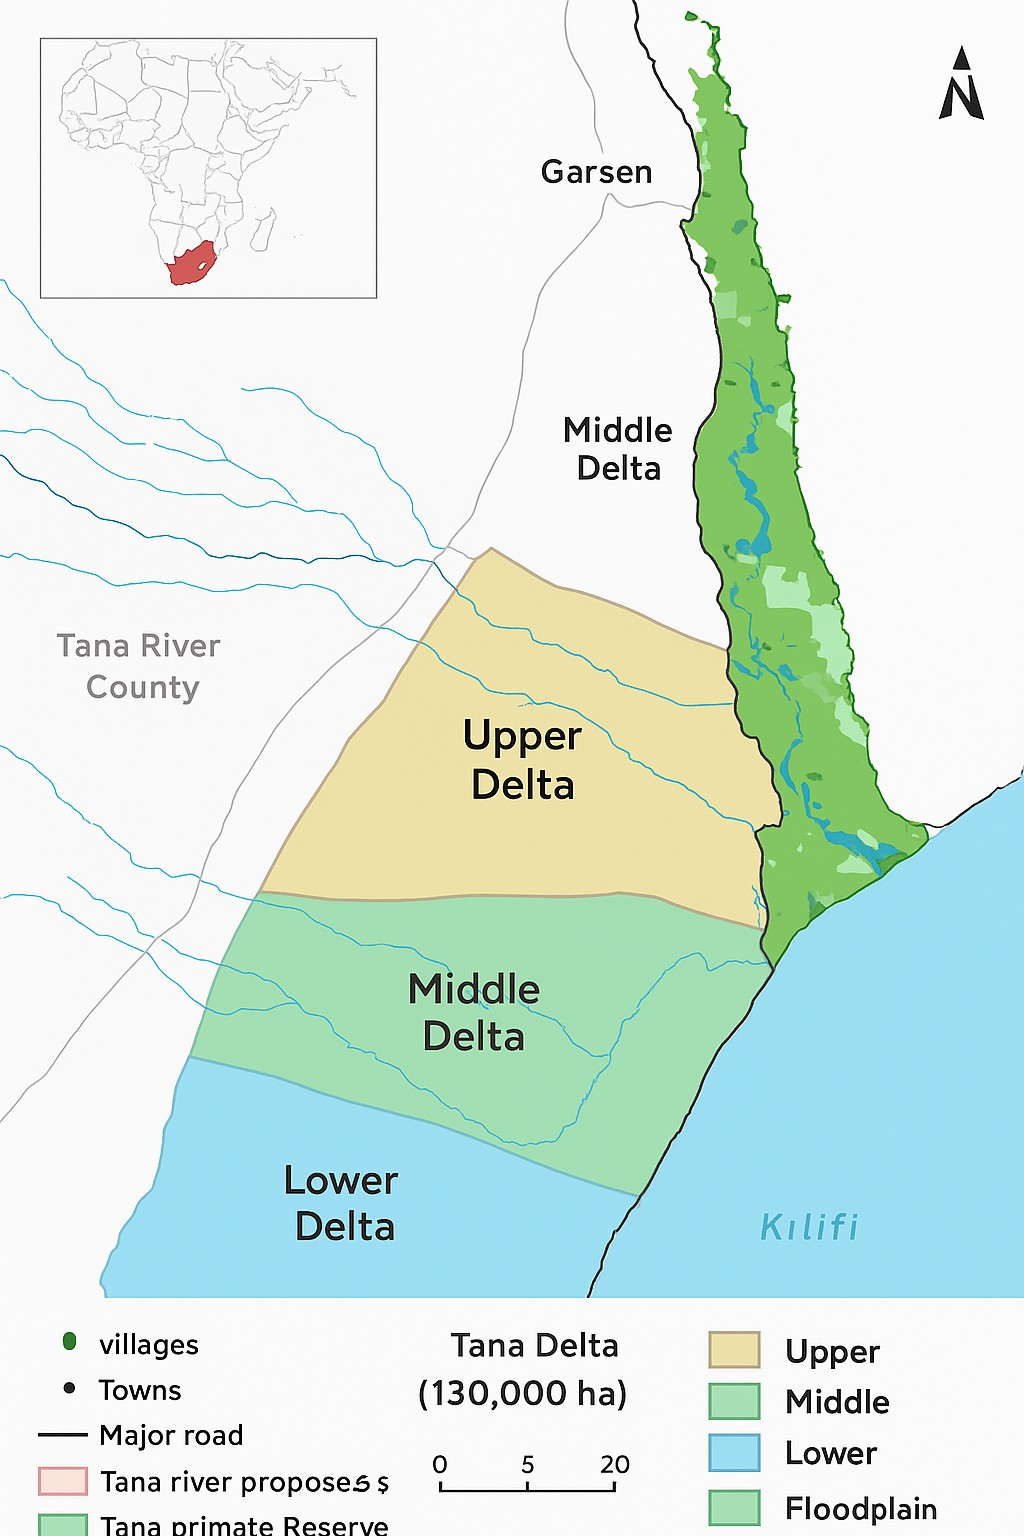 N
Garsen
Middle
Delta
Tana River
County
Upper
Delta
Middle
Delta
Lower
Delta
Kılifi
villages
Towns
Major road
Tana river propose
Tana primate Reserve
Tana Delta
(130,000 ha)
0 5 20
Upper
Middle
Lower
Floodplain